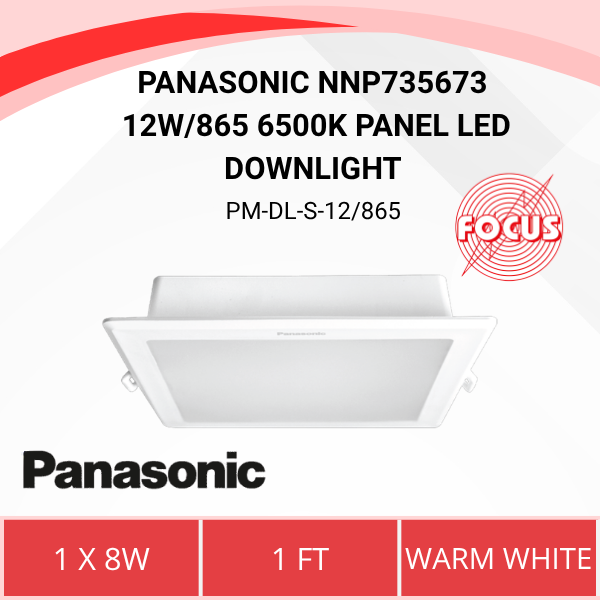 PANASONIC NNP735673
12W/865 6500K PANEL LED
DOWNLIGHT
PM-DL-S-12/865
FOCUS
Panasonic
Panasonic
1 X 8W
1 FT
WARM WHITE